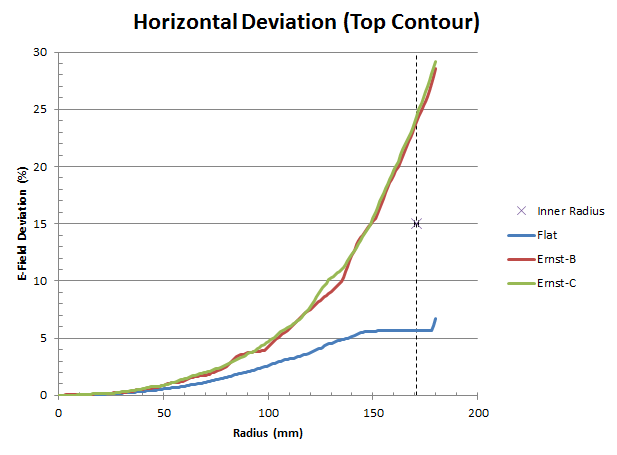 Horizontal Deviation (Top Contour)
30
25
20
15
10
5
0
E-Field Deviation (%)
0 50 100 150 200
Radius (mm)
Inner Radius
Flat
Ernst-B
Ernst-C